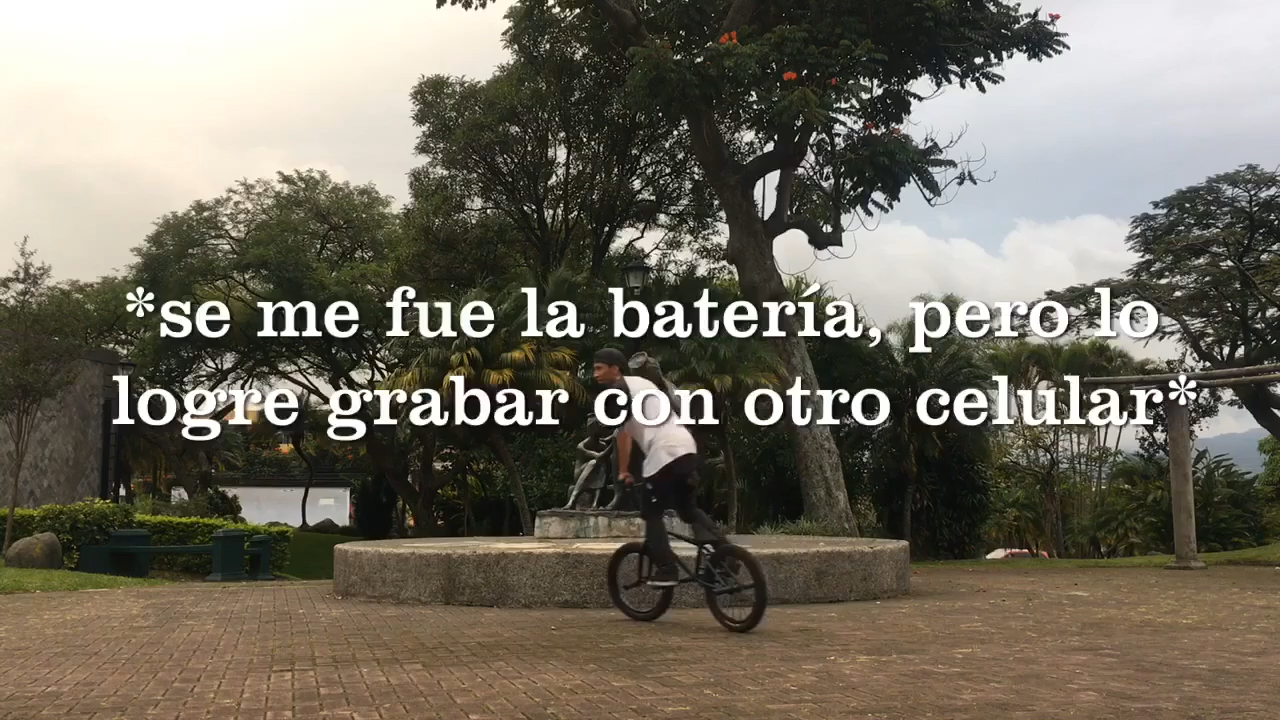 *se me fue la batería, pero lo
logre grabar con otro celular*